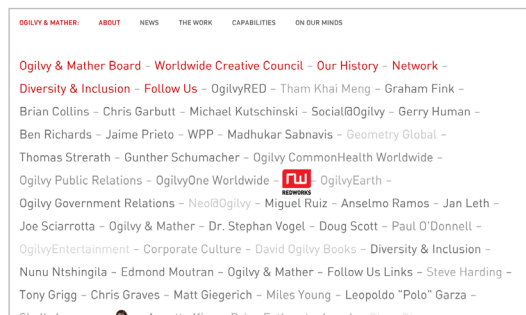 OGILVY & MATHER: ABOUT NEWS THE WORK CAPABILITIES ON OUR MINDS
Ogilvy & Mather Board – Worldwide Creative Council – Our History – Network –
Diversity & Inclusion – Follow Us – OgilvyRED – Tham Khai Meng – Graham Fink –
Brian Collins – Chris Garbutt – Michael Kutschinski – Social@Ogilvy – Gerry Human –
Ben Richards – Jaime Prieto – WPP – Madhukar Sabnavis – Geometry Global –
Thomas Strerath – Gunther Schumacher – Ogilvy CommonHealth Worldwide –
Ogilvy Public Relations – OgilvyOne Worldwide – rw REDWORKS – OgilvyEarth –
Ogilvy Government Relations – Neo@Ogilvy – Miguel Ruiz – Anselmo Ramos – Jan Leth –
Joe Sciarrotta – Ogilvy & Mather – Dr. Stephan Vogel – Doug Scott – Paul O'Donnell –
OgilvyEntertainment – Corporate Culture – David Ogilvy Books – Diversity & Inclusion –
Nunu Ntshingila – Edmond Moutran – Ogilvy & Mather – Follow Us Links – Steve Harding –
Tony Grigg – Chris Graves – Matt Giegerich – Miles Young – Leopoldo "Polo" Garza –